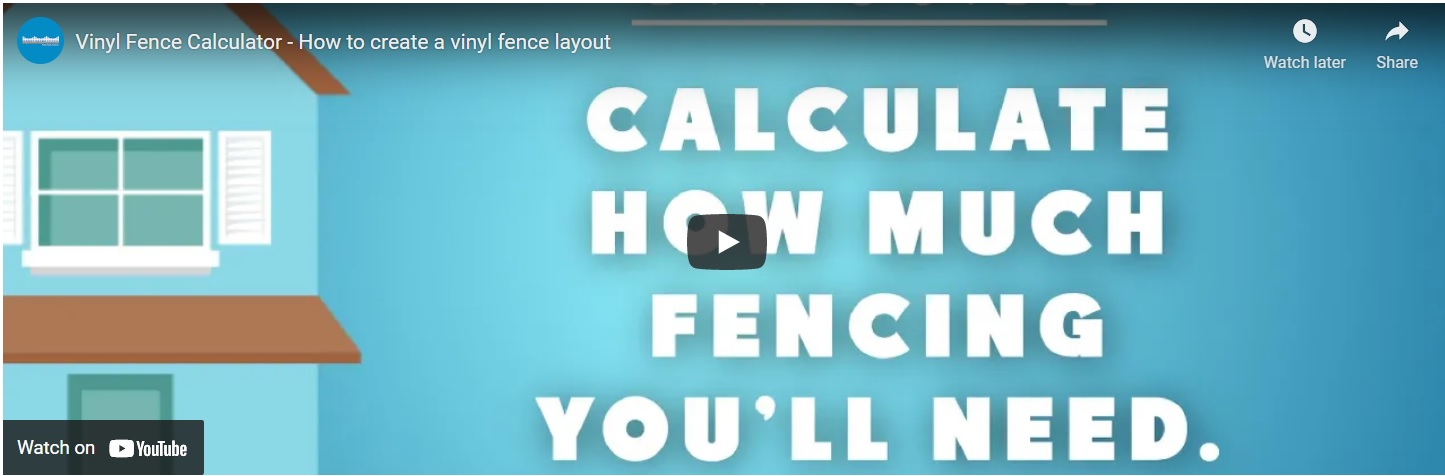 Vinyl Fence Calculator - How to create a vinyl fence layout
Watch later
Share
CALCULATE
HOW MUCH
FENCING
YOU'LL NEED.
Watch on YouTube